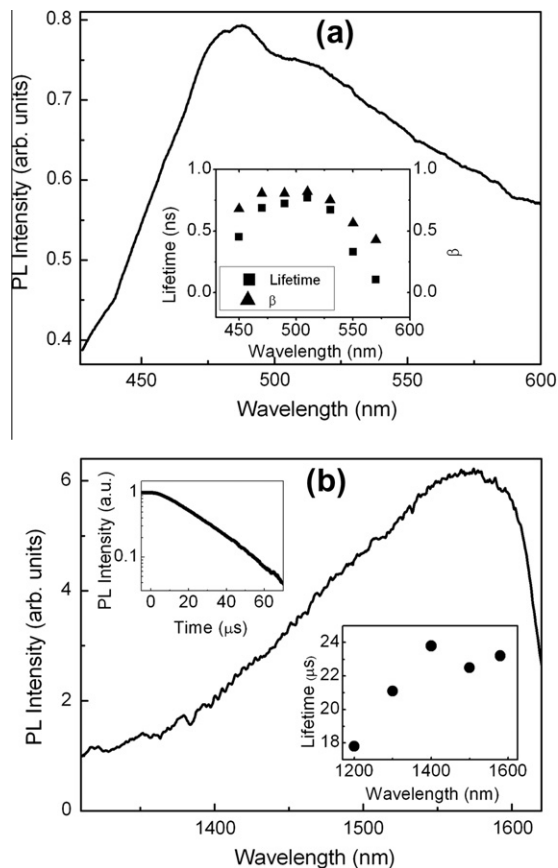 (a)
0.8
0.7
0.6
0.5
0.4
PL Intensity (arb. units)
450
500
550
600
Wavelength (nm)
1.0
0.5
0.0
Lifetime (ns)
1.0
0.5
0.0
β
Lifetime
β
450 500 550 600
Wavelength (nm)
(b)
6
4
2
0
PL Intensity (arb. units)
1400
1500
1600
Wavelength (nm)
1
0.1
PL Intensity (a.u.)
0 20 40 60
Time (μs)
24
22
20
18
Lifetime (μs)
1200 1400 1600
Wavelength (nm)